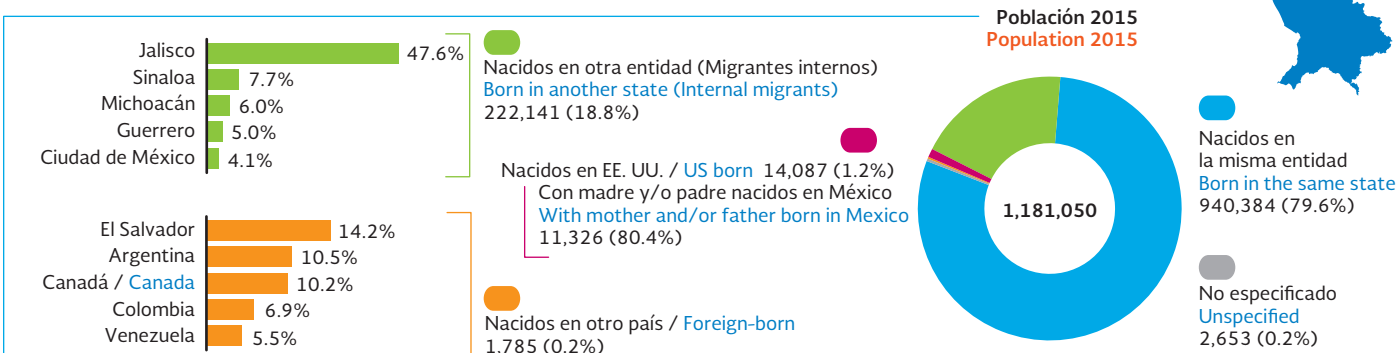 Población 2015
Population 2015
Jalisco 47.6%
Sinaloa 7.7%
Michoacán 6.0%
Guerrero 5.0%
Ciudad de México 4.1%
Nacidos en otra entidad (Migrantes internos)
Born in another state (Internal migrants)
222,141 (18.8%)
Nacidos en EE. UU. / US born 14,087 (1.2%)
Con madre y/o padre nacidos en México
With mother and/or father born in Mexico
11,326 (80.4%)
El Salvador 14.2%
Argentina 10.5%
Canadá / Canada 10.2%
Colombia 6.9%
Venezuela 5.5%
Nacidos en otro país / Foreign-born
1,785 (0.2%)
1,181,050
Nacidos en
la misma entidad
Born in the same state
940,384 (79.6%)
No especificado
Unspecified
2,653 (0.2%)